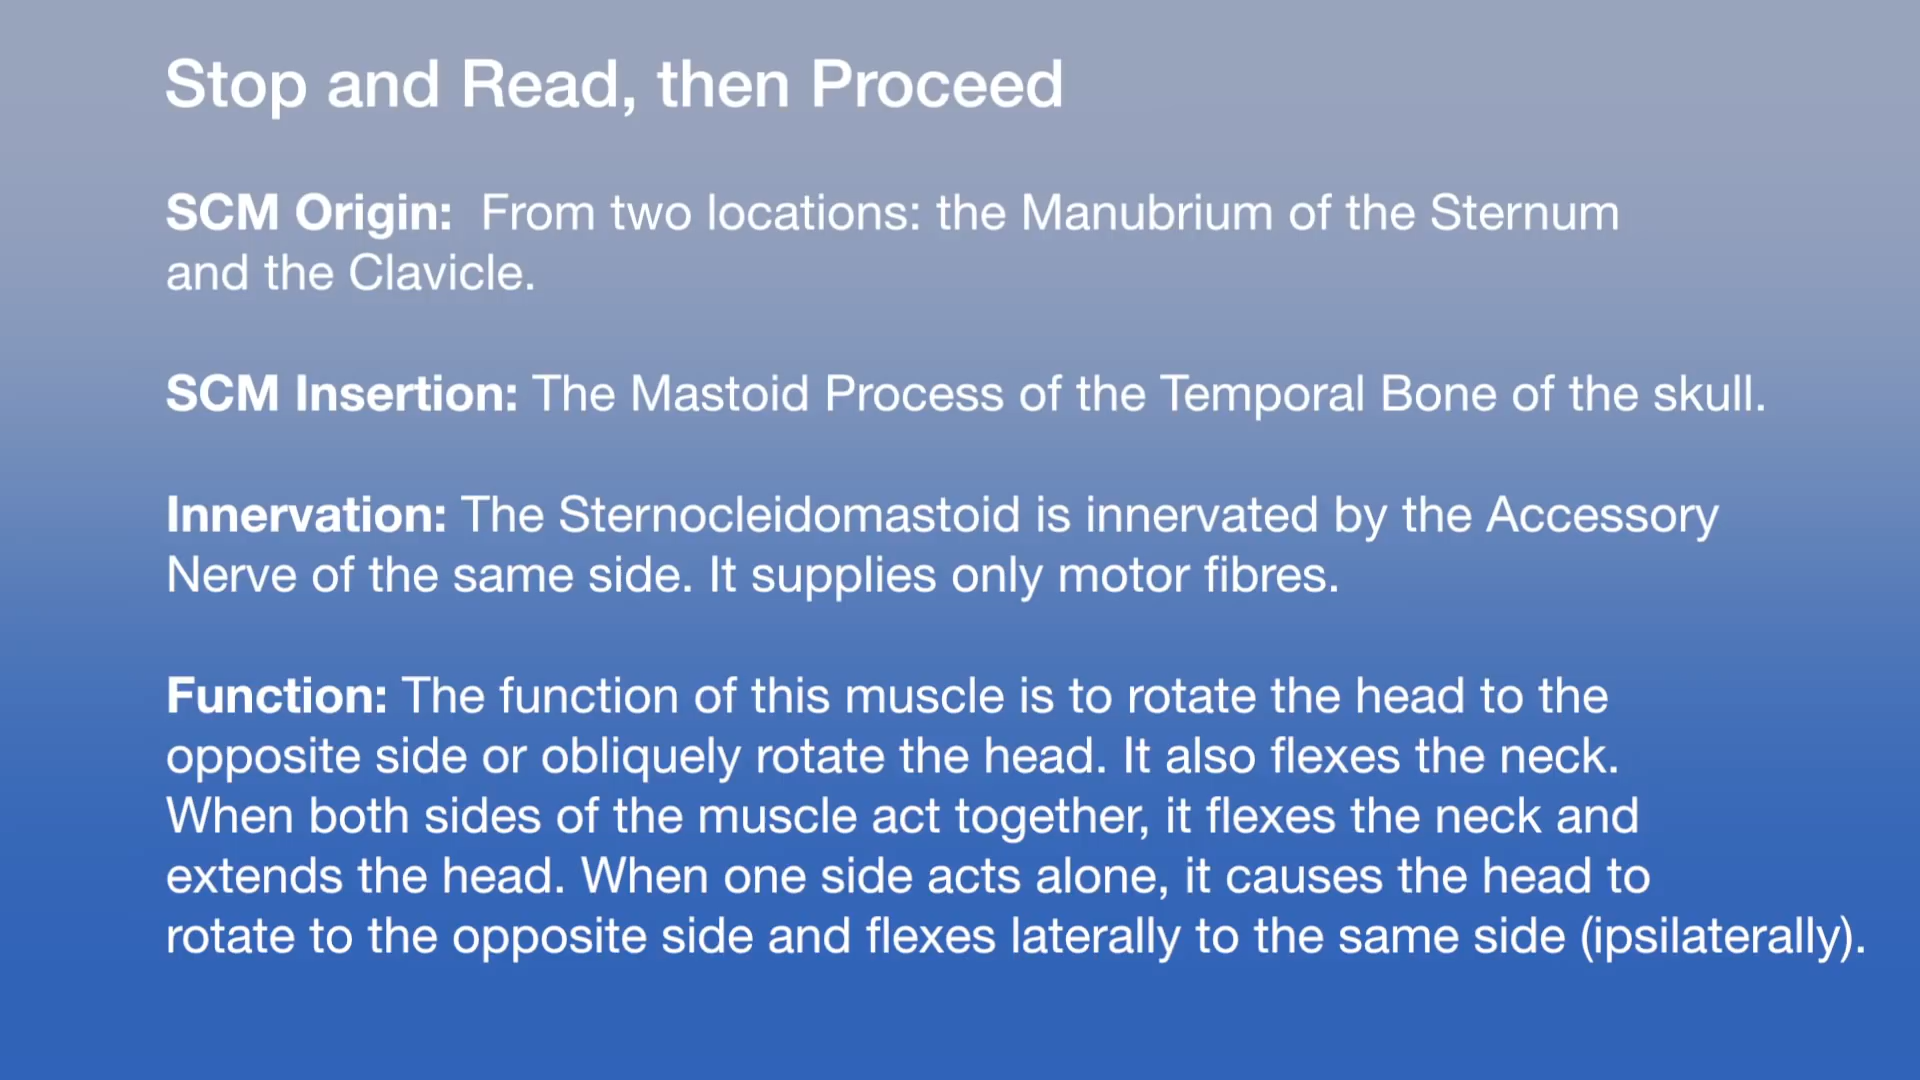 Stop and Read, then Proceed
SCM Origin: From two locations: the Manubrium of the Sternum
and the Clavicle.
SCM Insertion: The Mastoid Process of the Temporal Bone of the skull.
Innervation: The Sternocleidomastoid is innervated by the Accessory
Nerve of the same side. It supplies only motor fibres.
Function: The function of this muscle is to rotate the head to the
opposite side or obliquely rotate the head. It also flexes the neck.
When both sides of the muscle act together, it flexes the neck and
extends the head. When one side acts alone, it causes the head to
rotate to the opposite side and flexes laterally to the same side (ipsilaterally).